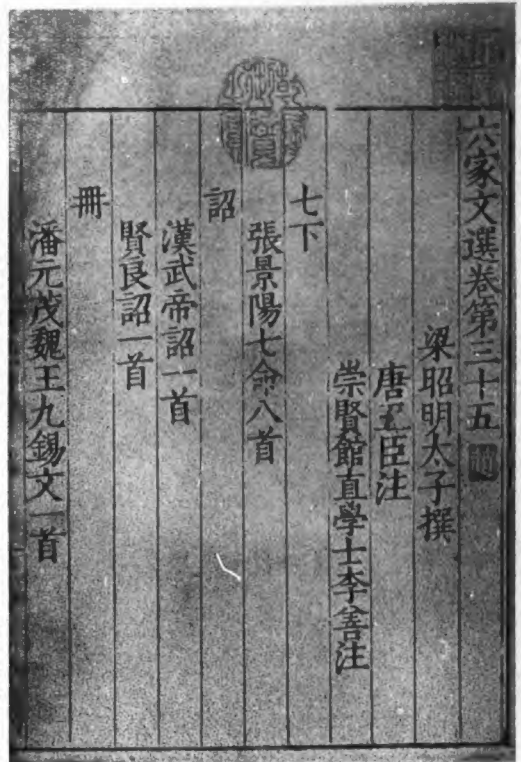 六家文選卷第三十五
梁昭明太子撰
唐五臣注
崇賢館直學士李善注
七下
張景陽七命八首
詔
漢武帝詔一首
賢良詔一首
冊
潘元茂魏王九錫文一首